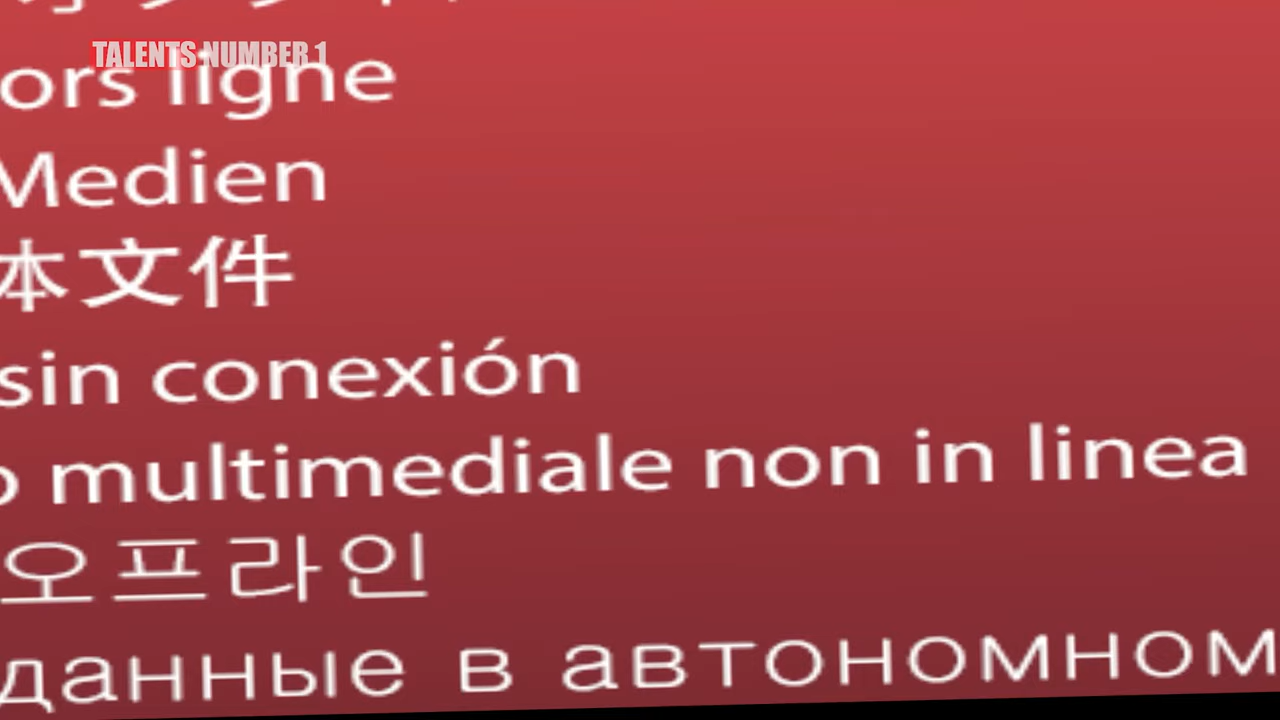 TALENTS NUMBER 1
ors ligne
Medien
本文件
sin conexión
o multimediale non in linea
오프라인
данные в автономном